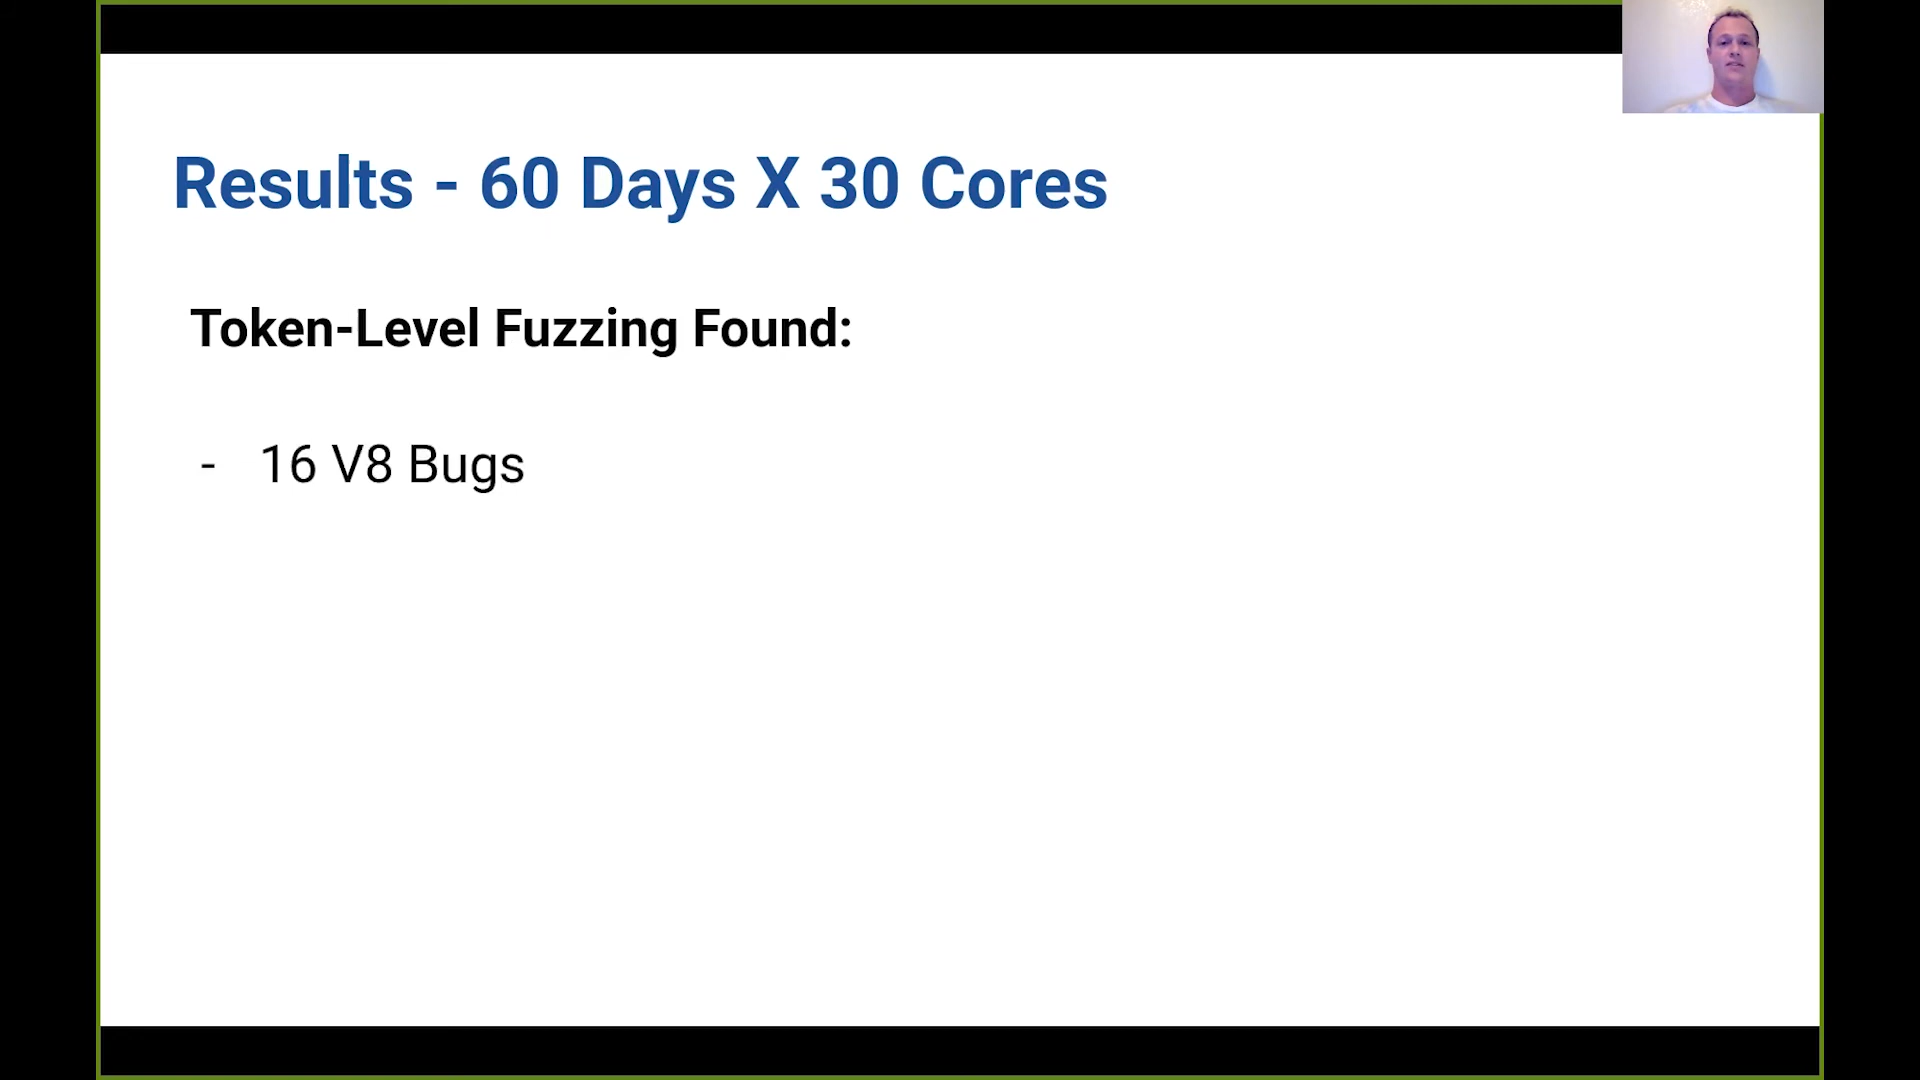 Results - 60 Days X 30 Cores
Token-Level Fuzzing Found:
- 16 V8 Bugs